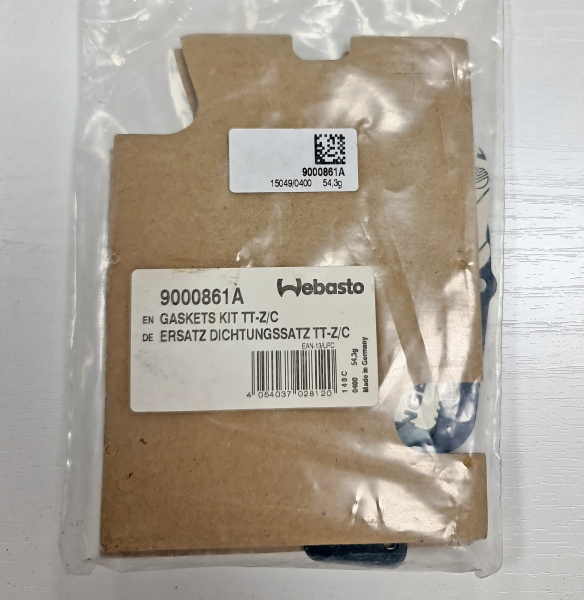 9000861A
15049/0400 54,3g
9000861A Webasto
EN GASKETS KIT TT-Z/C
DE ERSATZ DICHTUNGSSATZ TT-Z/C
EAN-13/UPC
4 054037 028120
140C
0400 54,3g
Made in Germany